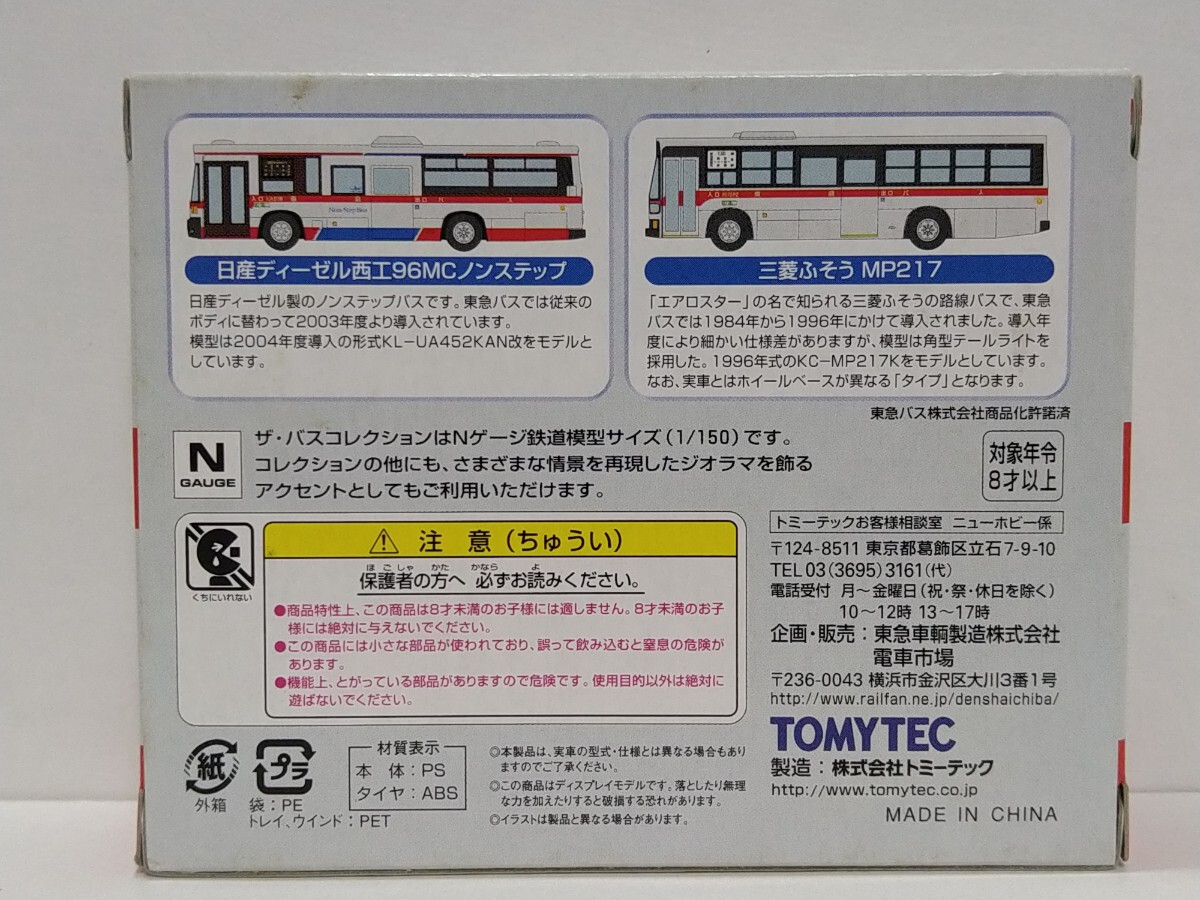 Non-Step Bus
日産ディーゼル西工96MCノンステップ
日産ディーゼル製のノンステップバスです。東急バスでは従来の
ボディに替わって2003年度より導入されています。
模型は2004年度導入の形式KL-UA452KAN改をモデルと
しています。
三菱ふそう MP217
「エアロスター」の名で知られる三菱ふそうの路線バスで、東急
バスでは1984年から1996年にかけて導入されました。導入年
度により細かい仕様差がありますが、模型は角型テールライトを
採用した。1996年式のKC-MP217Kをモデルとしています。
なお、実車とはホイールベースが異なる「タイプ」となります。
東急バス株式会社商品化許諾済
N
GAUGE
ザ・バスコレクションはNゲージ鉄道模型サイズ(1/150)です。
コレクションの他にも、さまざまな情景を再現したジオラマを飾る
アクセントとしてもご利用いただけます。
対象年令
8才以上
くちにいれない
注 意(ちゅうい)
ほごしゃ かた かなら よ
保護者の方へ 必ずお読みください。
●商品特性上、この商品は8才未満のお子様には適しません。8才未満のお子
様には絶対に与えないでください。
●この商品には小さな部品が使われており、誤って飲み込むと窒息の危険が
あります。
●機能上、とがっている部品がありますので危険です。使用目的以外は絶対に
遊ばないでください。
トミーテックお客様相談室 ニューホビー係
〒124-8511 東京都葛飾区立石7-9-10
TEL 03(3695)3161(代)
電話受付 月〜金曜日(祝・祭・休日を除く)
10〜12時 13〜17時
企画・販売:東急車輌製造株式会社
電車市場
〒236-0043 横浜市金沢区大川3番1号
http://www.railfan.ne.jp/denshaichiba/
TOMYTEC
製造:株式会社トミーテック
http://www.tomytec.co.jp
MADE IN CHINA
紙
外箱
プラ
袋:PE
トレイ、ウインド:PET
材質表示
本 体:PS
タイヤ:ABS
◎本製品は、実車の型式・仕様とは異なる場合もあり
ますのでご了承ください。
◎この商品はディスプレイモデルです。落としたり無理
な力を加えたりすると破損する恐れがあります。
◎イラストは製品と異なる場合があります。